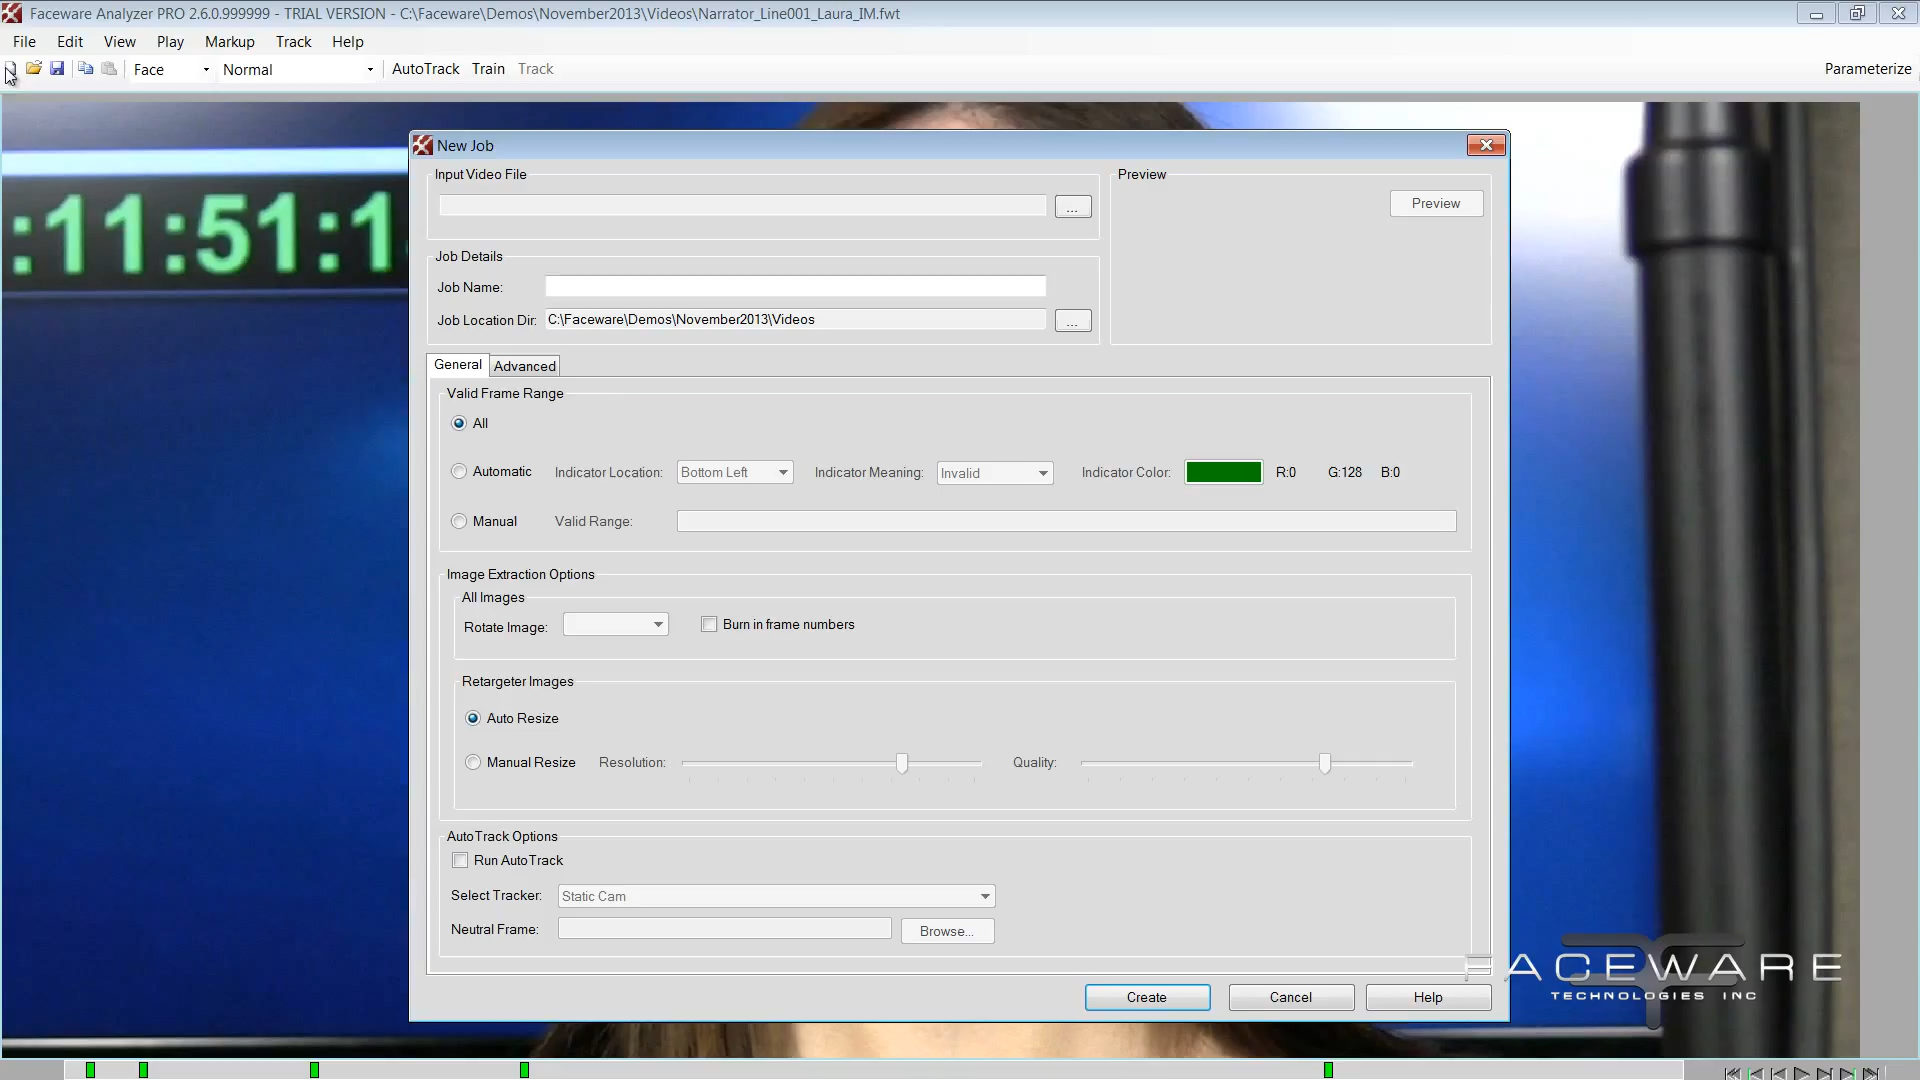 Faceware Analyzer PRO 2.6.0.999999 - TRIAL VERSION - C:\Faceware\Demos\November2013\Videos\Narrator_Line001_Laura_IM.fwt
File Edit View Play Markup Track Help
Face Normal AutoTrack Train Track Parameterize
New Job
Input Video File
...
Preview
Preview
:11:51:1
Job Details
Job Name:
Job Location Dir: C:\Faceware\Demos\November2013\Videos ...
General Advanced
Valid Frame Range
All
Automatic Indicator Location: Bottom Left Indicator Meaning: Invalid Indicator Color: R:0 G:128 B:0
Manual Valid Range:
Image Extraction Options
All Images
Rotate Image: Burn in frame numbers
Retargeter Images
Auto Resize
Manual Resize Resolution: Quality:
AutoTrack Options
Run AutoTrack
Select Tracker: Static Cam
Neutral Frame: Browse...
Create Cancel Help
FACEWARE
TECHNOLOGIES INC